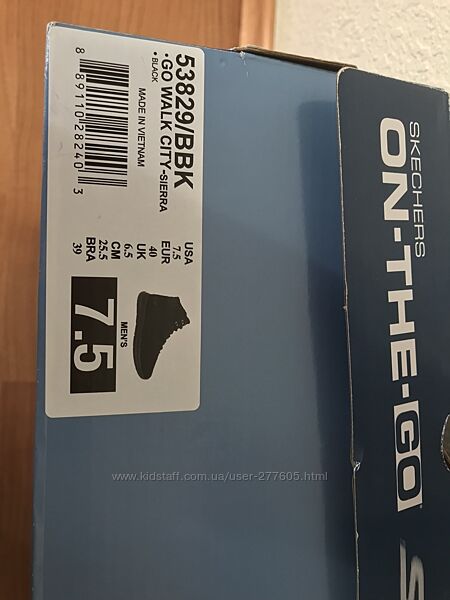 53829/BBK
•GO WALK CITY-SIERRA
• BLACK
MADE IN VIETNAM
8 89110 28240 3
USA
7.5
EUR
40
UK
6.5
CM
25.5
BRA
39
MEN'S
7.5
SKECHERS
ON-THE-GO
www.kidstaff.com.ua/user-277605.html